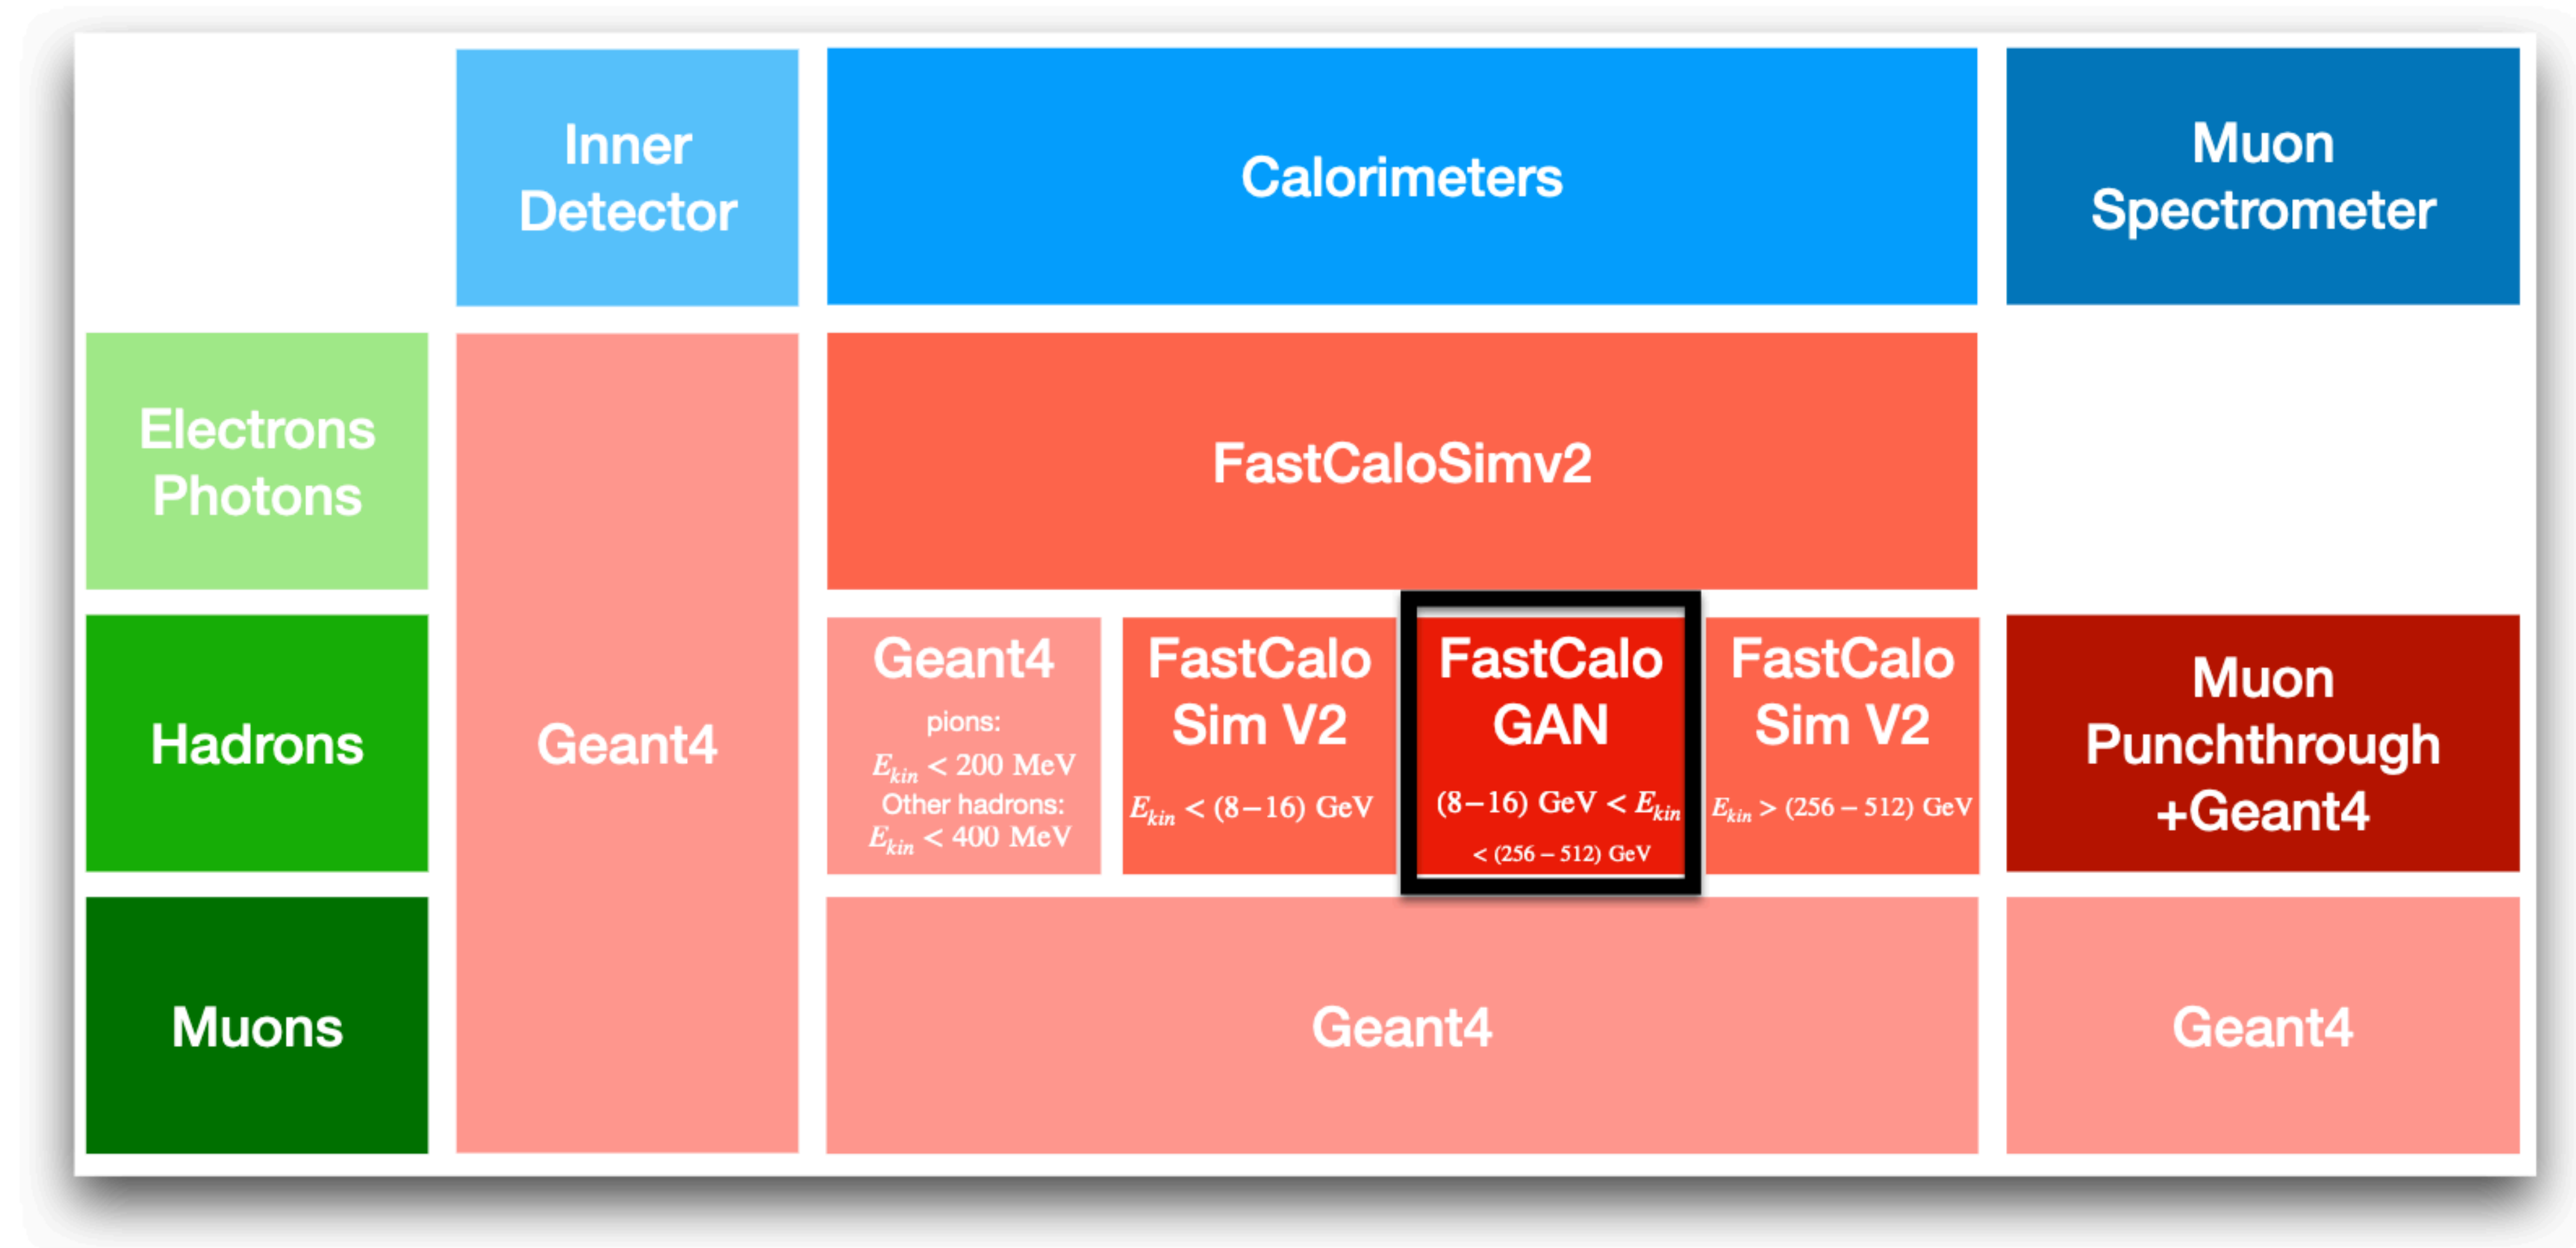 Inner
Detector
Calorimeters
Muon
Spectrometer
Electrons
Photons
Geant4
FastCaloSimv2
Hadrons
Geant4
pions:
E_kin < 200 MeV
Other hadrons:
E_kin < 400 MeV
FastCalo
Sim V2
E_kin < (8−16) GeV
FastCalo
GAN
(8−16) GeV < E_kin
< (256 − 512) GeV
FastCalo
Sim V2
E_kin > (256 − 512) GeV
Muon
Punchthrough
+Geant4
Muons
Geant4
Geant4